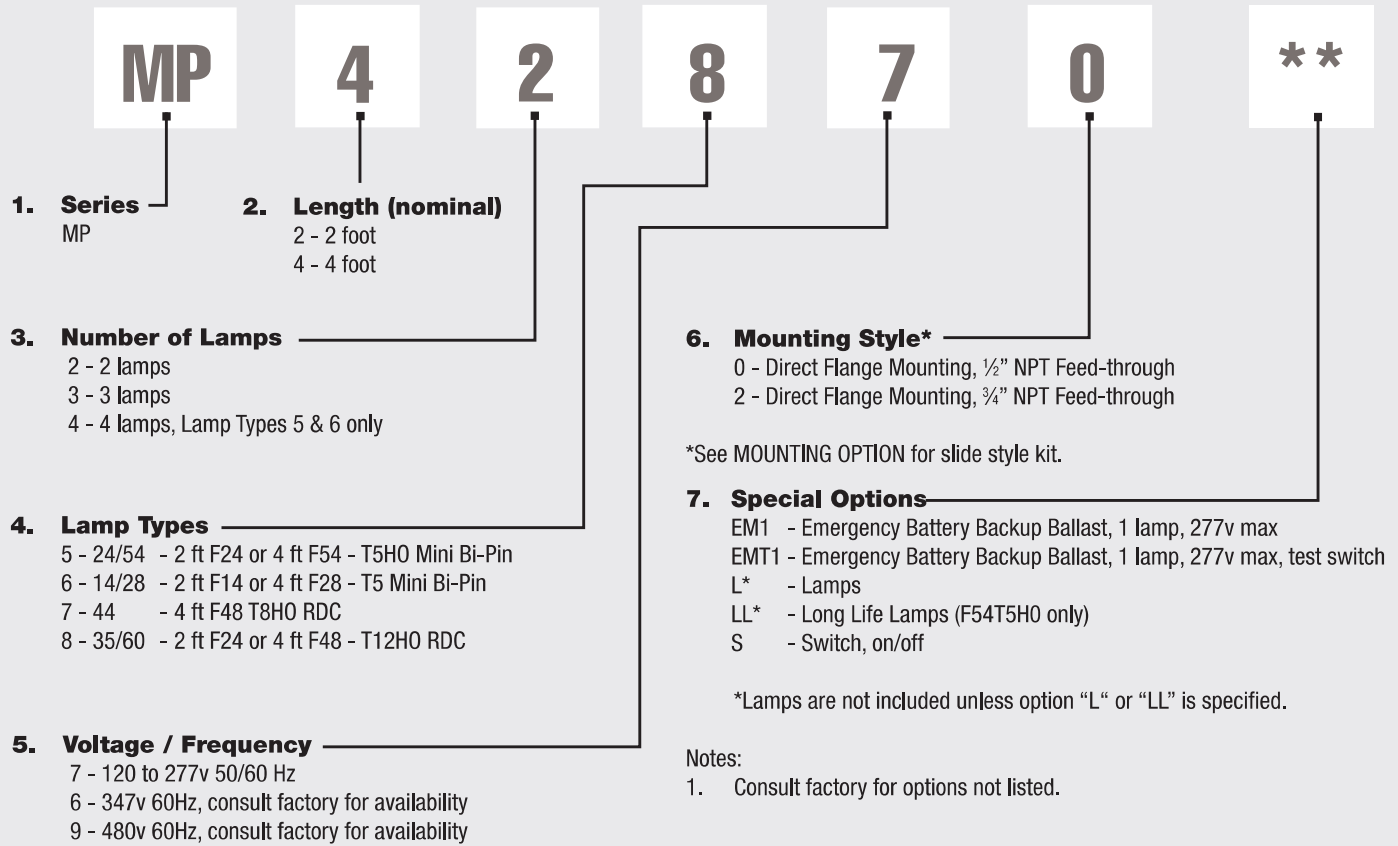 MP 4 2 8 7 0 **
1. Series
MP
2. Length (nominal)
2 - 2 foot
4 - 4 foot
3. Number of Lamps
2 - 2 lamps
3 - 3 lamps
4 - 4 lamps, Lamp Types 5 & 6 only
4. Lamp Types
5 - 24/54 - 2 ft F24 or 4 ft F54 - T5HO Mini Bi-Pin
6 - 14/28 - 2 ft F14 or 4 ft F28 - T5 Mini Bi-Pin
7 - 44 - 4 ft F48 T8HO RDC
8 - 35/60 - 2 ft F24 or 4 ft F48 - T12HO RDC
5. Voltage / Frequency
7 - 120 to 277v 50/60 Hz
6 - 347v 60Hz, consult factory for availability
9 - 480v 60Hz, consult factory for availability
6. Mounting Style*
0 - Direct Flange Mounting, ½” NPT Feed-through
2 - Direct Flange Mounting, ¾” NPT Feed-through
*See MOUNTING OPTION for slide style kit.
7. Special Options
EM1 - Emergency Battery Backup Ballast, 1 lamp, 277v max
EMT1 - Emergency Battery Backup Ballast, 1 lamp, 277v max, test switch
L* - Lamps
LL* - Long Life Lamps (F54T5HO only)
S - Switch, on/off
*Lamps are not included unless option “L“ or “LL” is specified.
Notes:
1. Consult factory for options not listed.